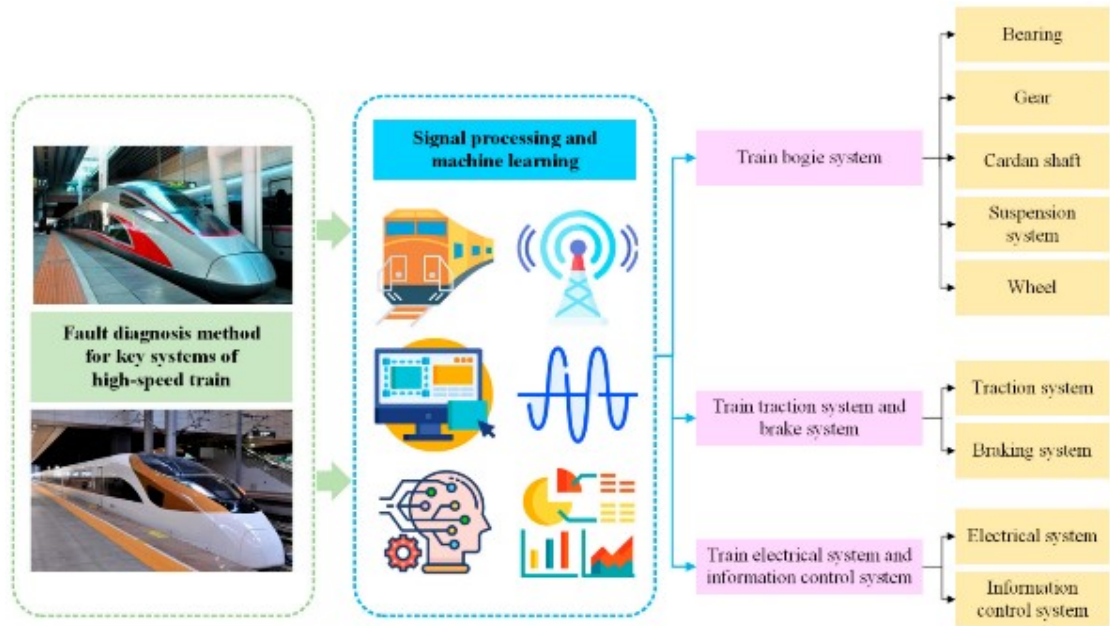 Fault diagnosis method
for key systems of
high-speed train
Signal processing and
machine learning
Train bogie system
Bearing
Gear
Cardan shaft
Suspension
system
Wheel
Train traction system and
brake system
Traction system
Braking system
Train electrical system and
information control system
Electrical system
Information
control system